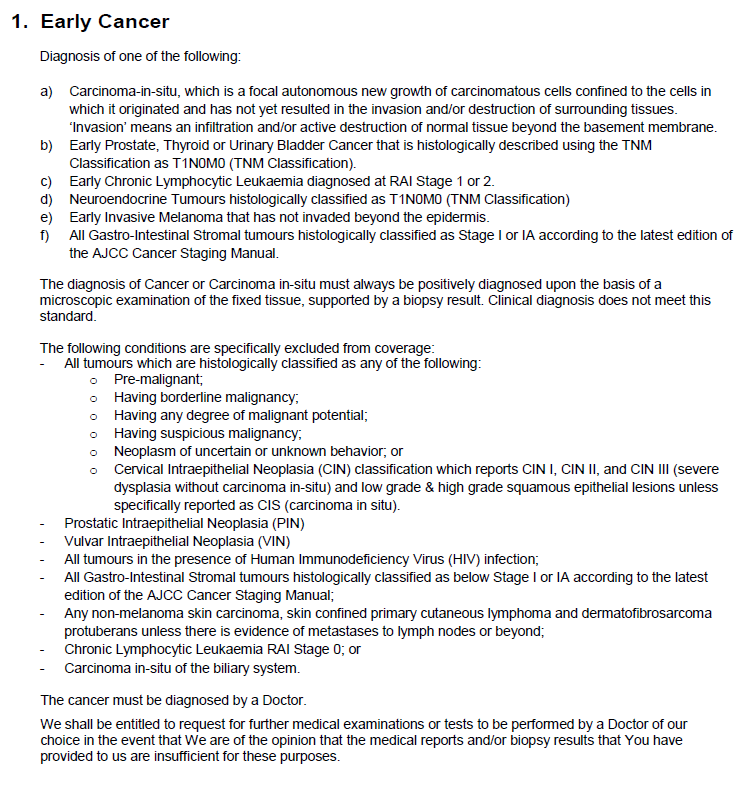 1. Early Cancer
Diagnosis of one of the following:
a) Carcinoma-in-situ, which is a focal autonomous new growth of carcinomatous cells confined to the cells in
which it originated and has not yet resulted in the invasion and/or destruction of surrounding tissues.
'Invasion' means an infiltration and/or active destruction of normal tissue beyond the basement membrane.
b) Early Prostate, Thyroid or Urinary Bladder Cancer that is histologically described using the TNM
Classification as T1N0M0 (TNM Classification).
c) Early Chronic Lymphocytic Leukaemia diagnosed at RAI Stage 1 or 2.
d) Neuroendocrine Tumours histologically classified as T1N0M0 (TNM Classification)
e) Early Invasive Melanoma that has not invaded beyond the epidermis.
f) All Gastro-Intestinal Stromal tumours histologically classified as Stage I or IA according to the latest edition of
the AJCC Cancer Staging Manual.
The diagnosis of Cancer or Carcinoma in-situ must always be positively diagnosed upon the basis of a
microscopic examination of the fixed tissue, supported by a biopsy result. Clinical diagnosis does not meet this
standard.
The following conditions are specifically excluded from coverage:
- All tumours which are histologically classified as any of the following:
o Pre-malignant;
o Having borderline malignancy;
o Having any degree of malignant potential;
o Having suspicious malignancy;
o Neoplasm of uncertain or unknown behavior; or
o Cervical Intraepithelial Neoplasia (CIN) classification which reports CIN I, CIN II, and CIN III (severe
dysplasia without carcinoma in-situ) and low grade & high grade squamous epithelial lesions unless
specifically reported as CIS (carcinoma in situ).
- Prostatic Intraepithelial Neoplasia (PIN)
- Vulvar Intraepithelial Neoplasia (VIN)
- All tumours in the presence of Human Immunodeficiency Virus (HIV) infection;
- All Gastro-Intestinal Stromal tumours histologically classified as below Stage I or IA according to the latest
edition of the AJCC Cancer Staging Manual;
- Any non-melanoma skin carcinoma, skin confined primary cutaneous lymphoma and dermatofibrosarcoma
protuberans unless there is evidence of metastases to lymph nodes or beyond;
- Chronic Lymphocytic Leukaemia RAI Stage 0; or
- Carcinoma in-situ of the biliary system.
The cancer must be diagnosed by a Doctor.
We shall be entitled to request for further medical examinations or tests to be performed by a Doctor of our
choice in the event that We are of the opinion that the medical reports and/or biopsy results that You have
provided to us are insufficient for these purposes.